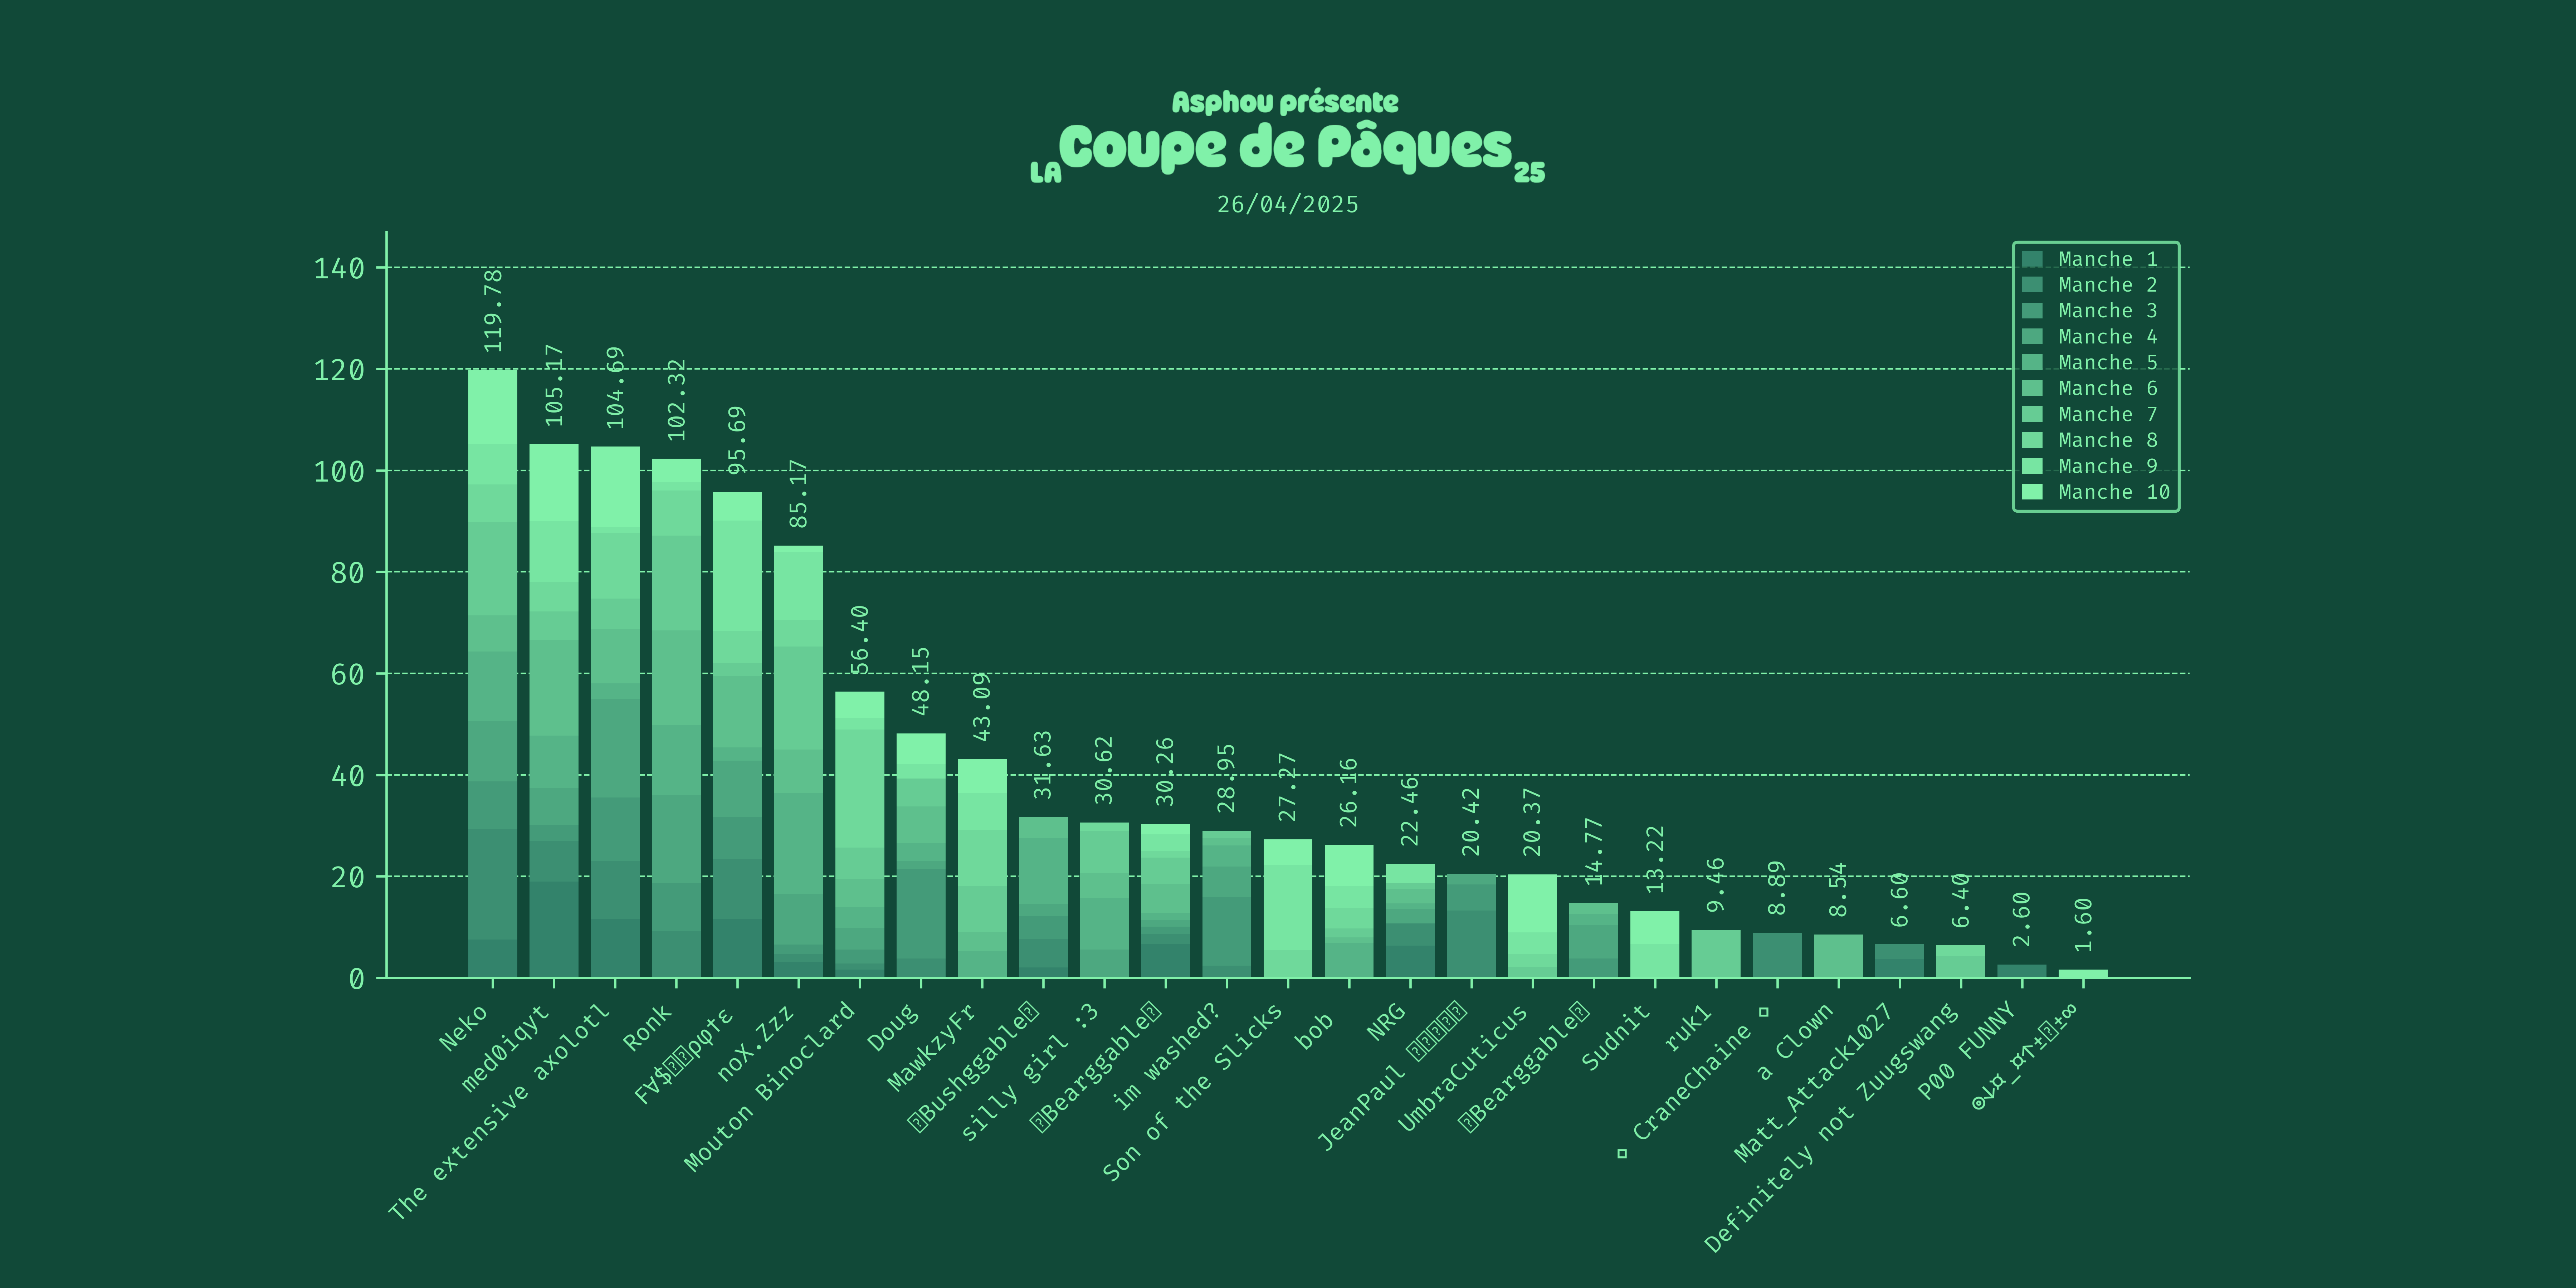 Asphou présente
LA Coupe de Pâques 25
26/04/2025
140
120
100
80
60
40
20
0
Manche 1
Manche 2
Manche 3
Manche 4
Manche 5
Manche 6
Manche 7
Manche 8
Manche 9
Manche 10
119.78
105.17
104.69
102.32
95.69
85.17
56.40
48.15
43.09
31.63
30.62
30.26
28.95
27.27
26.16
22.46
20.42
20.37
14.77
13.22
9.46
8.89
8.54
6.60
6.40
2.60
1.60
Neko
med0iqyt
The extensive axolotl
Ronk
noX.Zzz
Mouton Binoclard
Doug
MawkzyFr
Bushggable
silly girl :3
Bearggable
im washed?
Son of the Slicks
bob
NRG
JeanPaul
UmbraCuticus
Bearggable
Sudnit
ruk1
CraneChaine
a Clown
Matt_Attack1027
Definitely not Zuugswang
P00 FUNNY